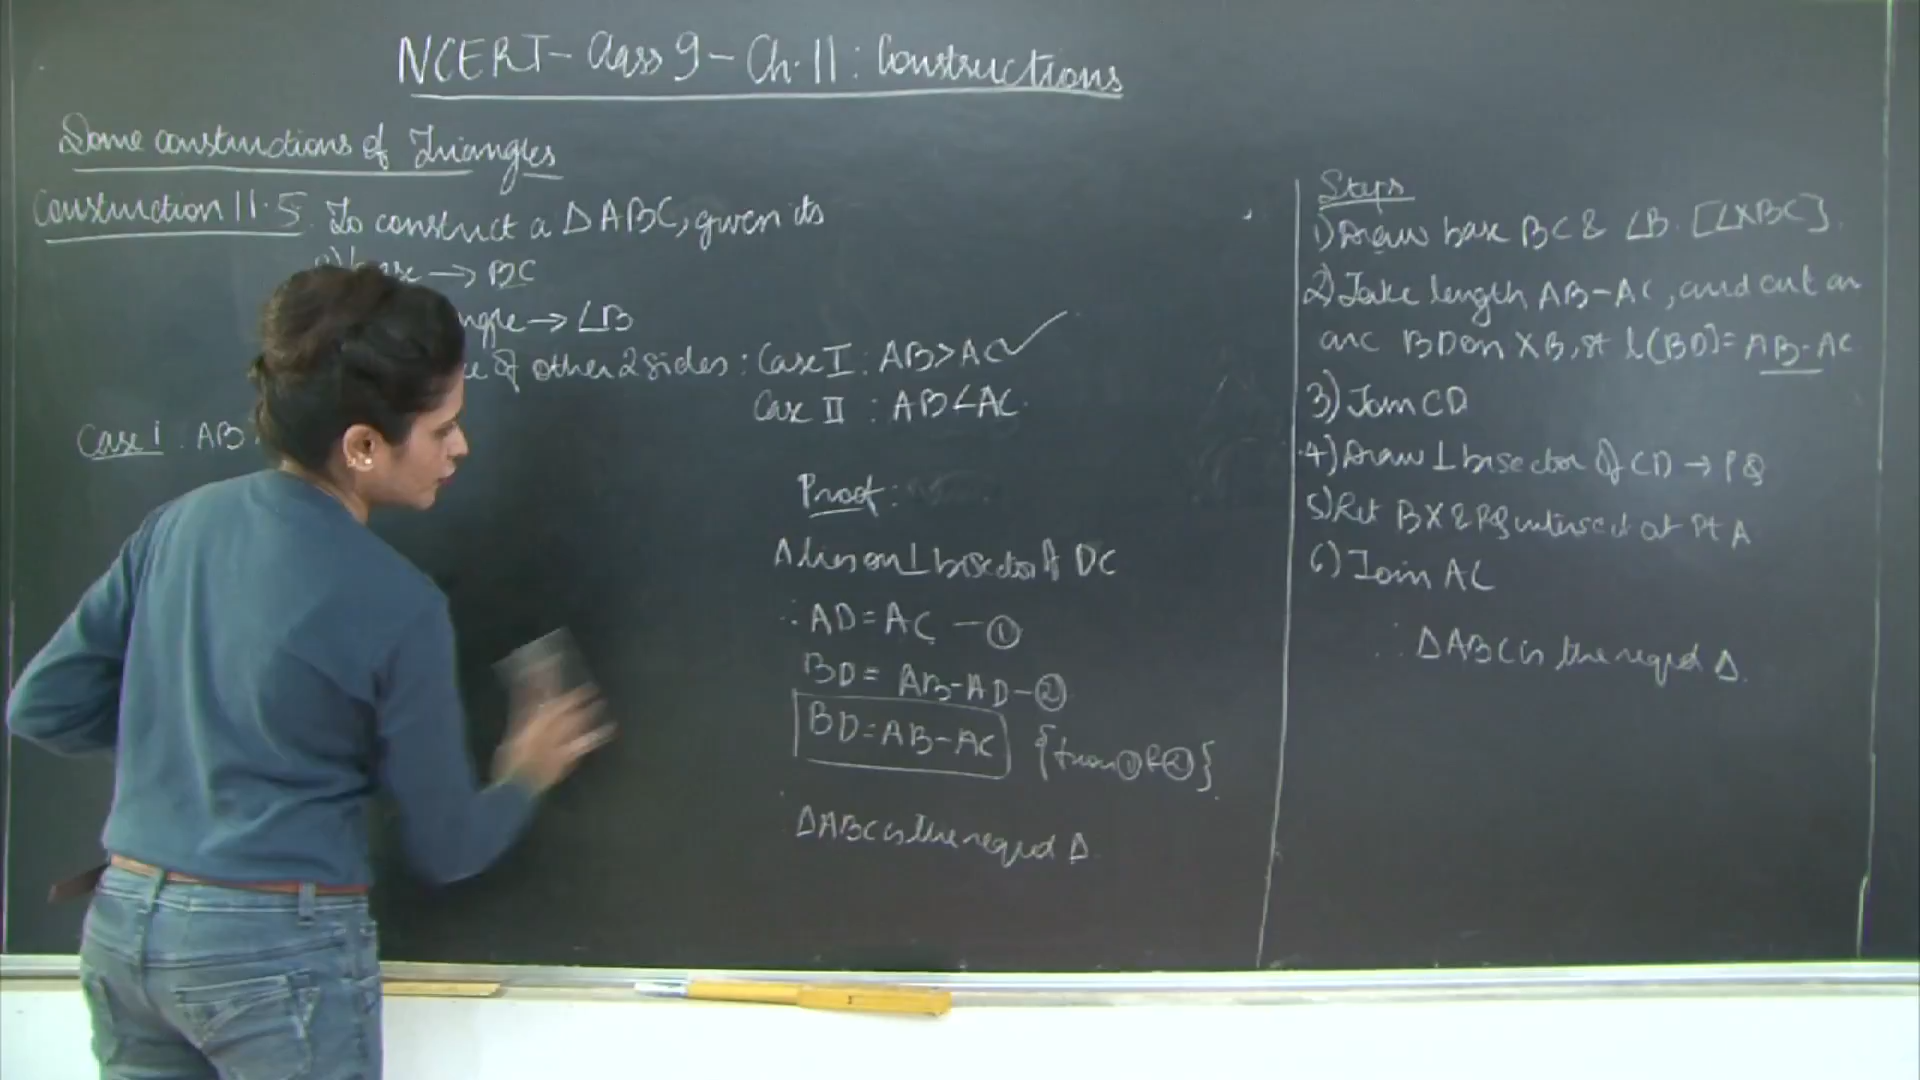 NCERT - Class 9 - Ch. 11 : Constructions
Some constructions of Triangles
Construction 11.5. To construct a Δ ABC, given its
→ BC
→ ∠B
of other 2 sides : Case I : AB > AC ✓
Case II : AB < AC.
Case I : AB
Proof :
A lies on ⊥ bisector of DC
∴ AD = AC — ①
BD = AB - AD - ②
BD = AB - AC {from ① & ②}
Δ ABC is the reqd Δ.
Steps
1) Draw base BC & ∠B. [∠XBC].
2) Take length AB - AC, and cut an
arc BD on XB, st l(BD) = AB - AC
3) Join CD
4) Draw ⊥ bisector of CD → PQ
5) Let BX & PQ intersect at Pt A
6) Join AC
∴ Δ ABC is the reqd Δ.